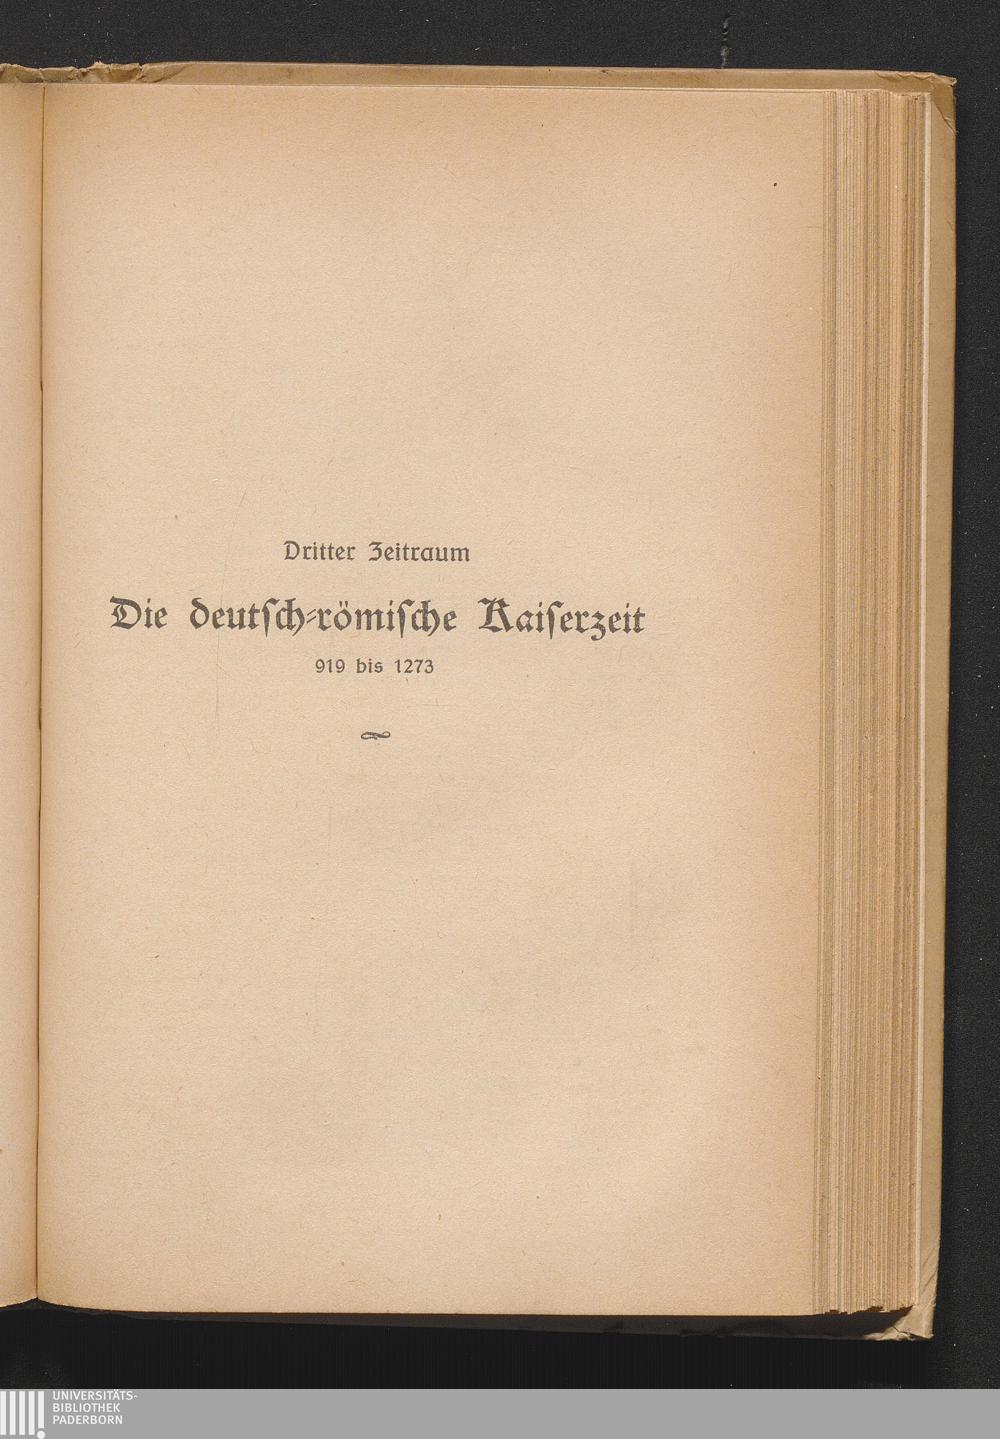 Dritter Zeitraum
Die deutſch-römiſche Kaiſerzeit
919 bis 1273
UNIVERSITÄTS-
BIBLIOTHEK
PADERBORN